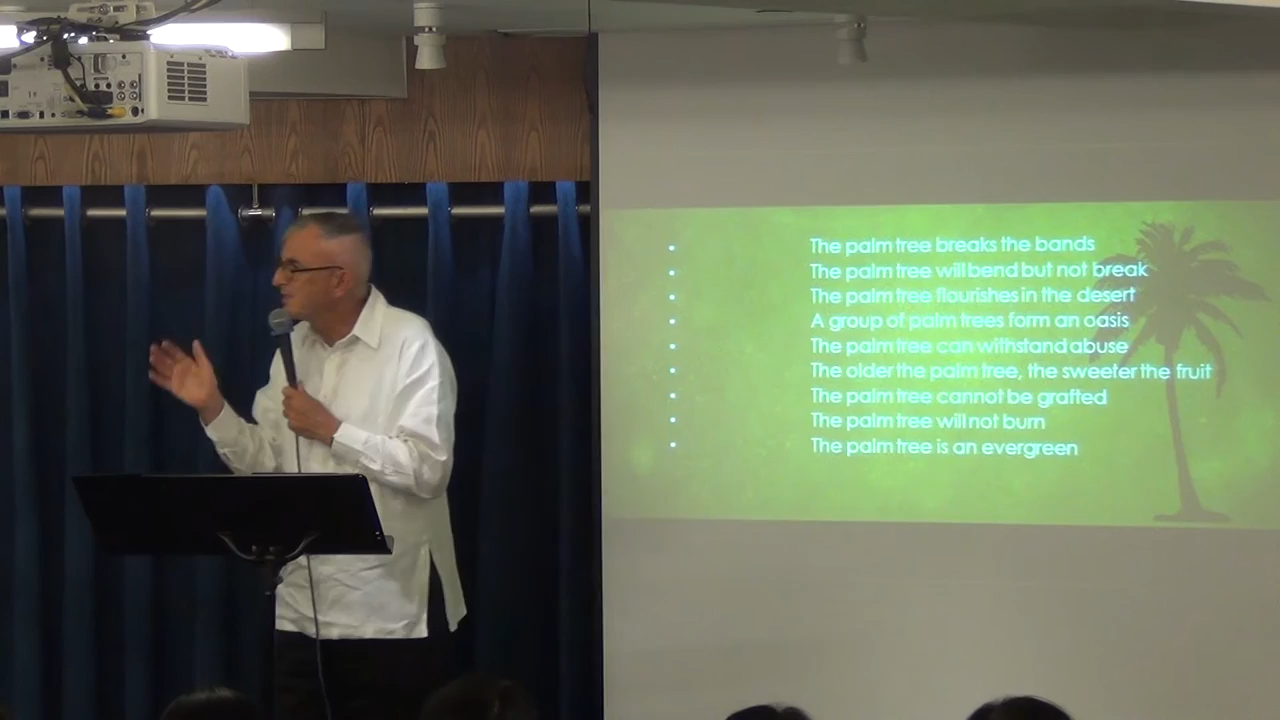 • The palm tree breaks the bands
• The palm tree will bend but not break
• The palm tree flourishes in the desert
• A group of palm trees form an oasis
• The palm tree can withstand abuse
• The older the palm tree, the sweeter the fruit
• The palm tree cannot be grafted
• The palm tree will not burn
• The palm tree is an evergreen